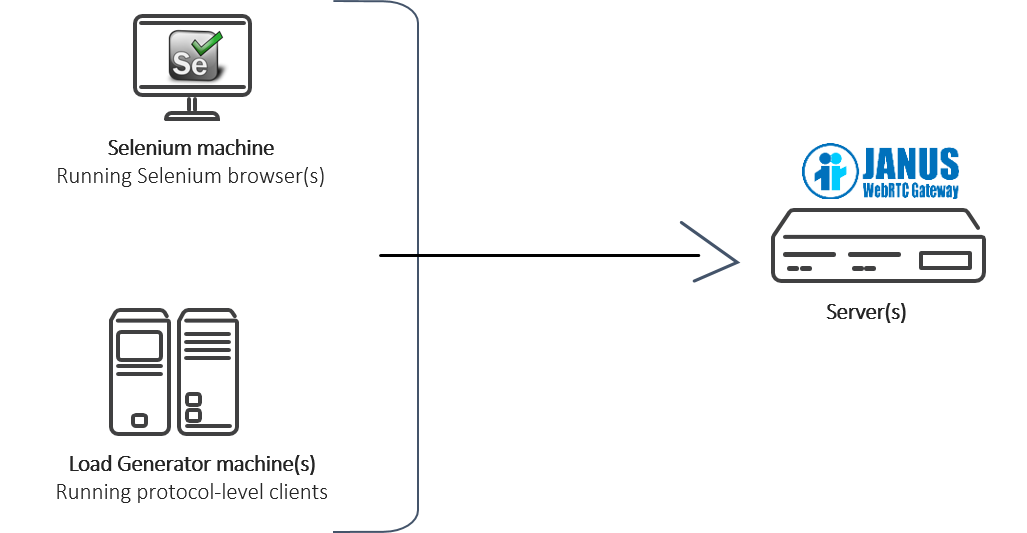 Se
Selenium machine
Running Selenium browser(s)
JANUS
WebRTC Gateway
Server(s)
Load Generator machine(s)
Running protocol-level clients